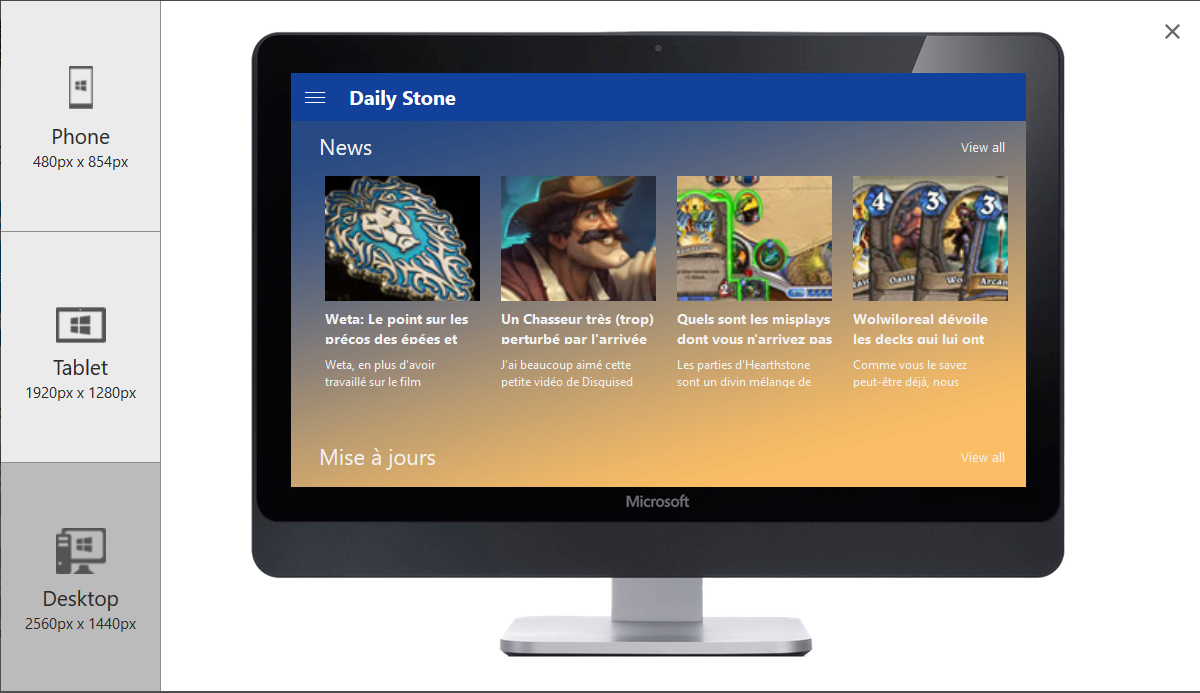 Phone
480px x 854px
Tablet
1920px x 1280px
Desktop
2560px x 1440px
Daily Stone
News
View all
Weta: Le point sur les
précos des épées et
Weta, en plus d'avoir
travaillé sur le film
Un Chasseur très (trop)
perturbé par l'arrivée
J'ai beaucoup aimé cette
petite vidéo de Disquised
Quels sont les misplays
dont vous n'arrivez pas
Les parties d'Hearthstone
sont un divin mélange de
4
3
3
Wolwiloreal dévoile
les decks qui lui ont
Comme vous le savez
peut-être déjà, nous
Mise à jours
View all
Microsoft